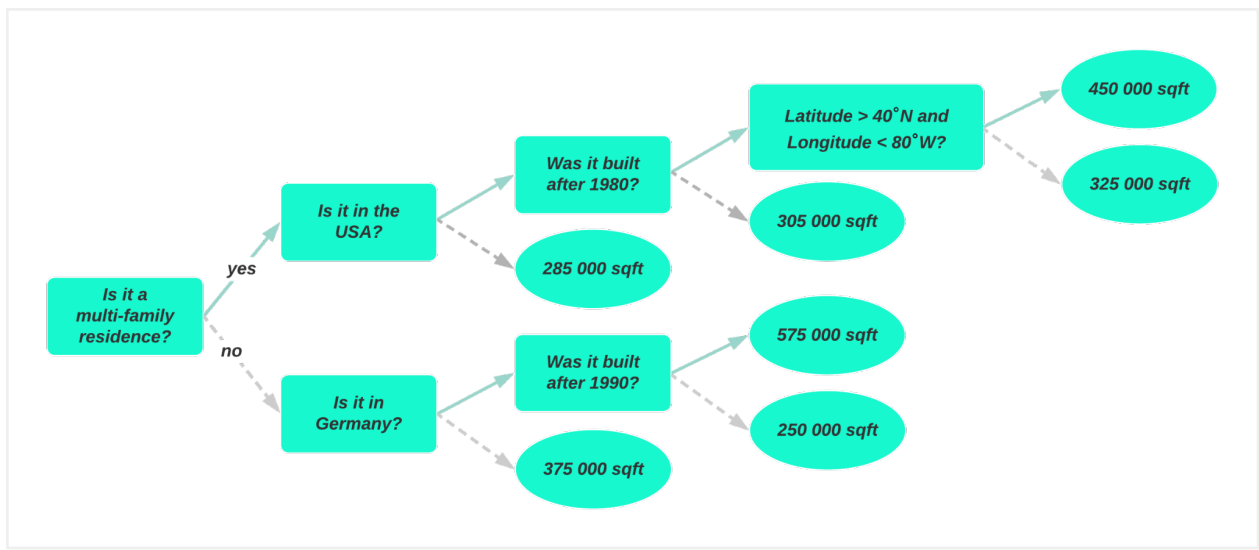 Is it a
multi-family
residence?
yes
no
Is it in the
USA?
Is it in
Germany?
Was it built
after 1980?
285 000 sqft
Was it built
after 1990?
375 000 sqft
Latitude > 40˚N and
Longitude < 80˚W?
305 000 sqft
575 000 sqft
250 000 sqft
450 000 sqft
325 000 sqft